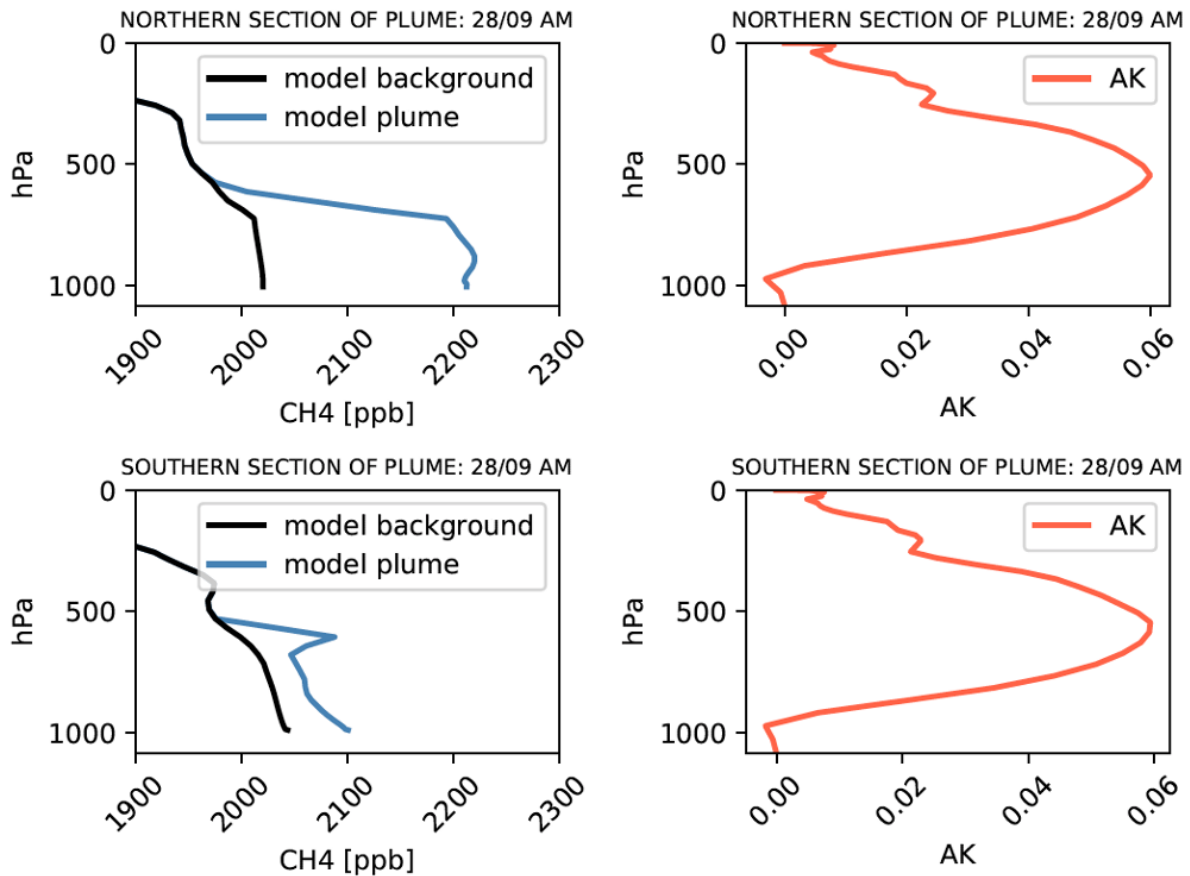 NORTHERN SECTION OF PLUME: 28/09 AM
0
500
1000
hPa
model background
model plume
1900
2000
2100
2200
2300
CH4 [ppb]
NORTHERN SECTION OF PLUME: 28/09 AM
0
500
1000
hPa
AK
0.00
0.02
0.04
0.06
AK
SOUTHERN SECTION OF PLUME: 28/09 AM
0
500
1000
hPa
model background
model plume
1900
2000
2100
2200
2300
CH4 [ppb]
SOUTHERN SECTION OF PLUME: 28/09 AM
0
500
1000
hPa
AK
0.00
0.02
0.04
0.06
AK